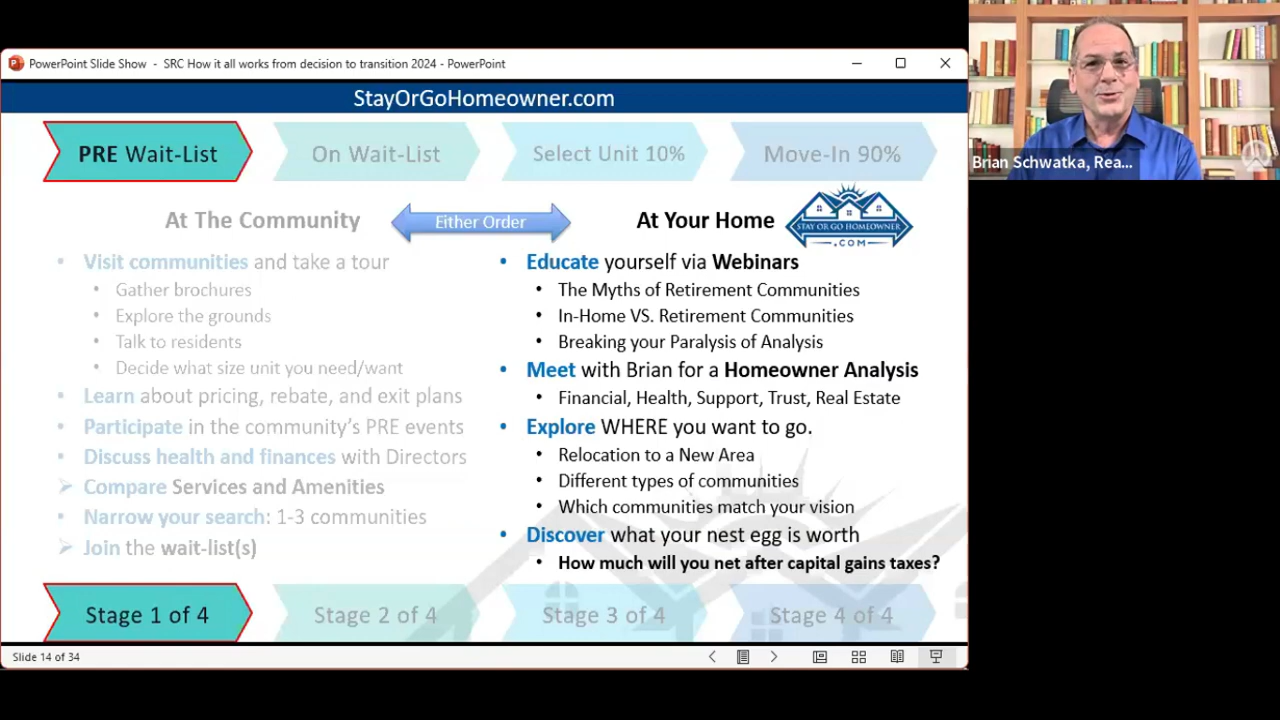 PowerPoint Slide Show - SRC How it all works from decision to transition 2024 - PowerPoint
StayOrGoHomeowner.com
PRE Wait-List
On Wait-List
Select Unit 10%
Move-In 90%
Brian Schwatka, Rea...
At The Community
Either Order
At Your Home
STAY OR GO HOMEOWNER
.COM
• Visit communities and take a tour
• Gather brochures
• Explore the grounds
• Talk to residents
• Decide what size unit you need/want
• Learn about pricing, rebate, and exit plans
• Participate in the community’s PRE events
• Discuss health and finances with Directors
➢ Compare Services and Amenities
• Narrow your search: 1-3 communities
➢ Join the wait-list(s)
• Educate yourself via Webinars
• The Myths of Retirement Communities
• In-Home VS. Retirement Communities
• Breaking your Paralysis of Analysis
• Meet with Brian for a Homeowner Analysis
• Financial, Health, Support, Trust, Real Estate
• Explore WHERE you want to go.
• Relocation to a New Area
• Different types of communities
• Which communities match your vision
• Discover what your nest egg is worth
• How much will you net after capital gains taxes?
Stage 1 of 4
Stage 2 of 4
Stage 3 of 4
Stage 4 of 4
Slide 14 of 34